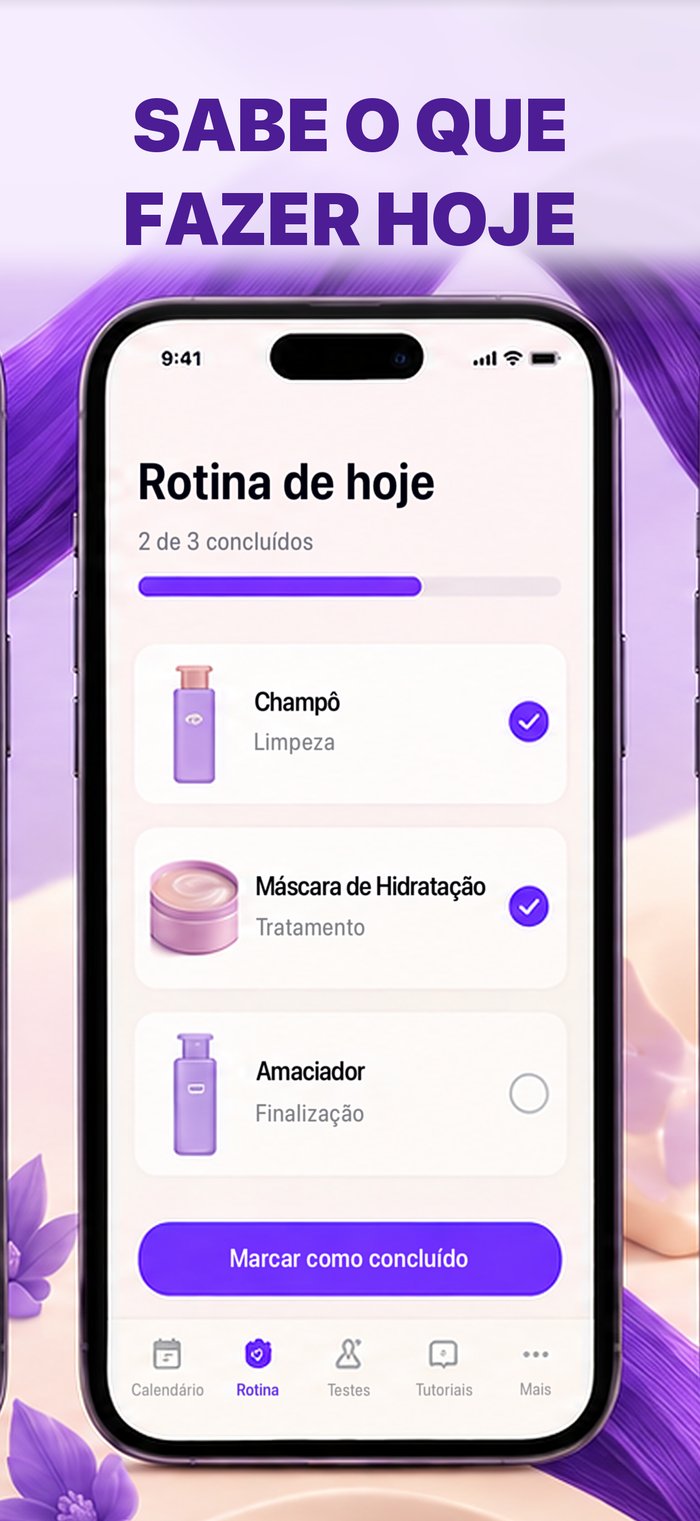 SABE O QUE
FAZER HOJE
9:41
Rotina de hoje
2 de 3 concluídos
Champô
Limpeza
Máscara de Hidratação
Tratamento
Amaciador
Finalização
Marcar como concluído
Calendário
Rotina
Testes
Tutoriais
Mais